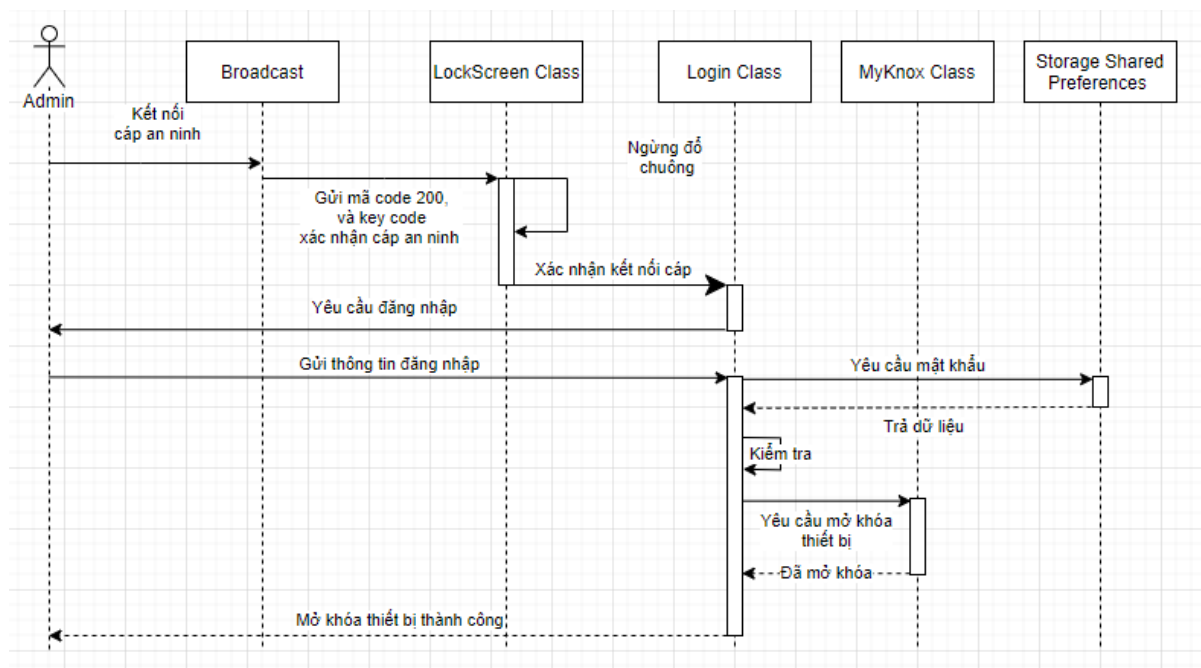 Admin
Broadcast
LockScreen Class
Login Class
MyKnox Class
Storage Shared
Preferences
Kết nối
cáp an ninh
Ngừng đổ
chuông
Gửi mã code 200,
và key code
xác nhận cáp an ninh
Xác nhận kết nối cáp
Yêu cầu đăng nhập
Gửi thông tin đăng nhập
Yêu cầu mật khẩu
Trả dữ liệu
Kiểm tra
Yêu cầu mở khóa
thiết bị
Đã mở khóa
Mở khóa thiết bị thành công